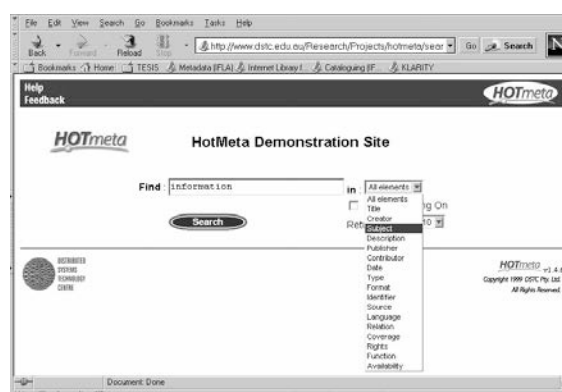 File Edit View Search Go Bookmarks Tasks Help
Back Forward Reload Stop http://www.dstc.edu.au/Research/Projects/hotmeta/sear Go Search N
Bookmarks Home TESIS Metadata (IFLA) Internet Library f... Cataloguing (IF... KLARITY
Help
Feedback
HOTmeta
HOTmeta HotMeta Demonstration Site
Find : information in : All elements
All elements
Title
Creator
Subject
Description
Publisher
Contributor
Date
Type
Format
Identifier
Source
Language
Relation
Coverage
Rights
Function
Availability
ng On
Search
Ret 10
DISTRIBUTED
SYSTEMS
TECHNOLOGY
CENTRE
HOTmeta
Copyright 1999 DSTC Pty. Ltd.
All Rights Reserved.
Document: Done